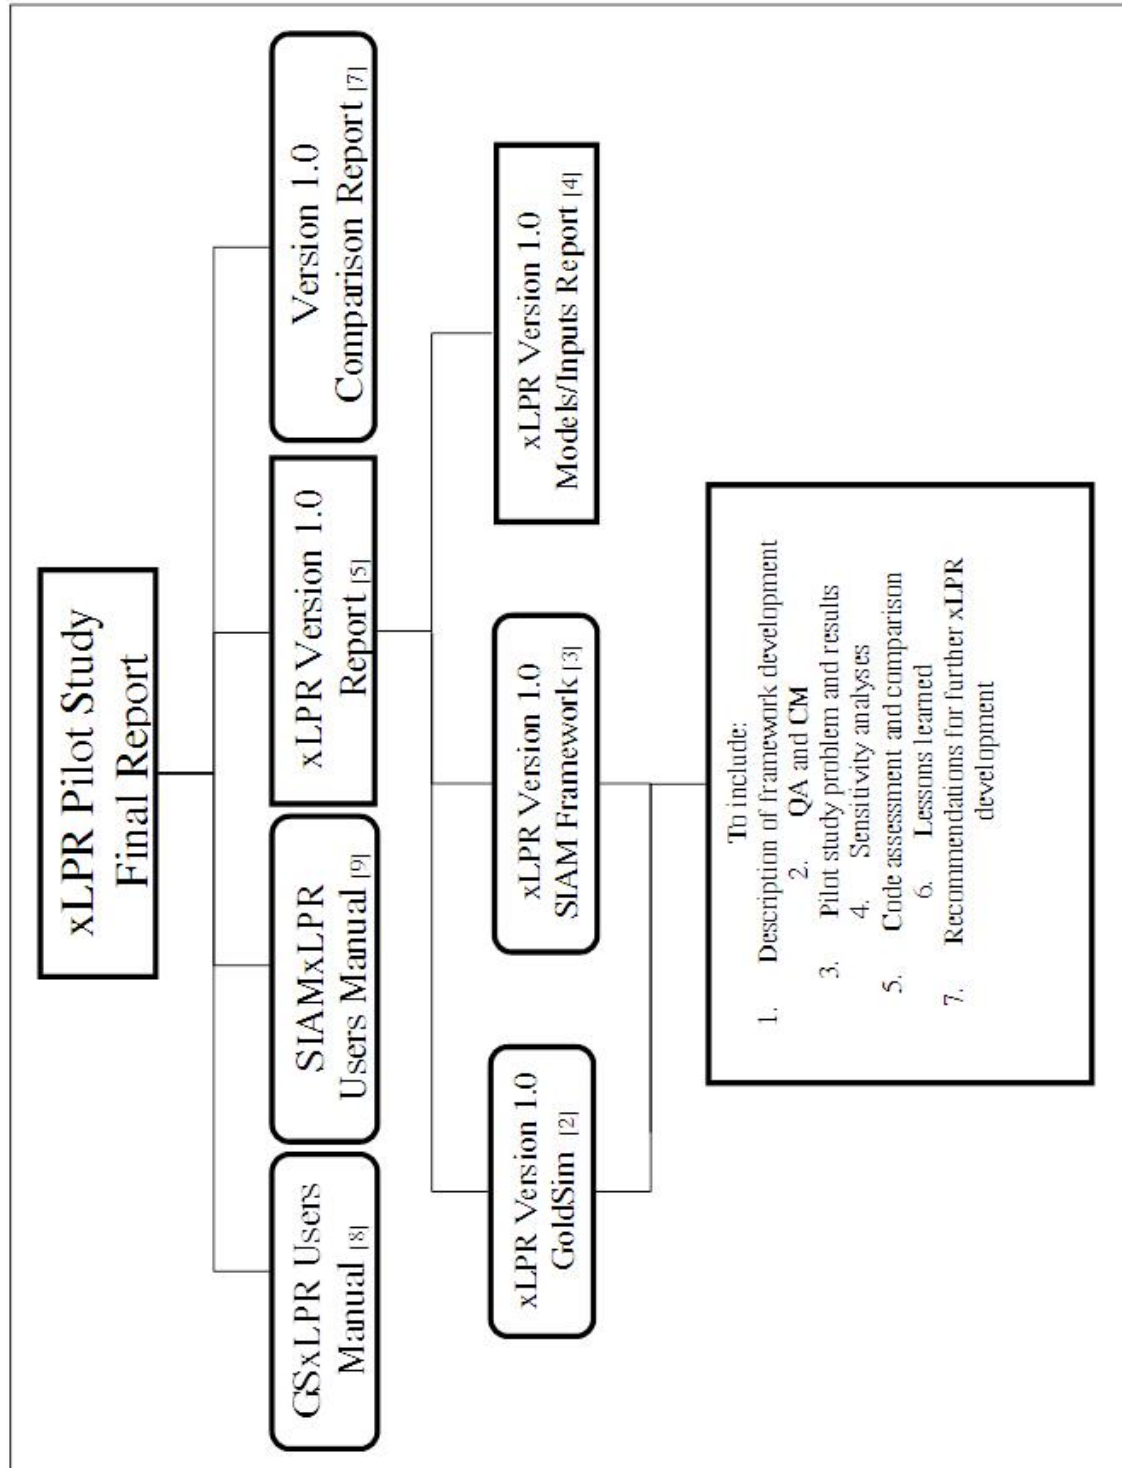 xLPR Pilot Study
Final Report
GSxLPR Users
Manual [8]
SIAMxLPR
Users Manual [9]
xLPR Version 1.0
Report [5]
Version 1.0
Comparison Report [7]
xLPR Version 1.0
GoldSim [2]
xLPR Version 1.0
SIAM Framework [3]
xLPR Version 1.0
Models/Inputs Report [4]
To include:
1. Description of framework development
2. QA and CM
3. Pilot study problem and results
4. Sensitivity analyses
5. Code assessment and comparison
6. Lessons learned
7. Recommendations for further xLPR
development